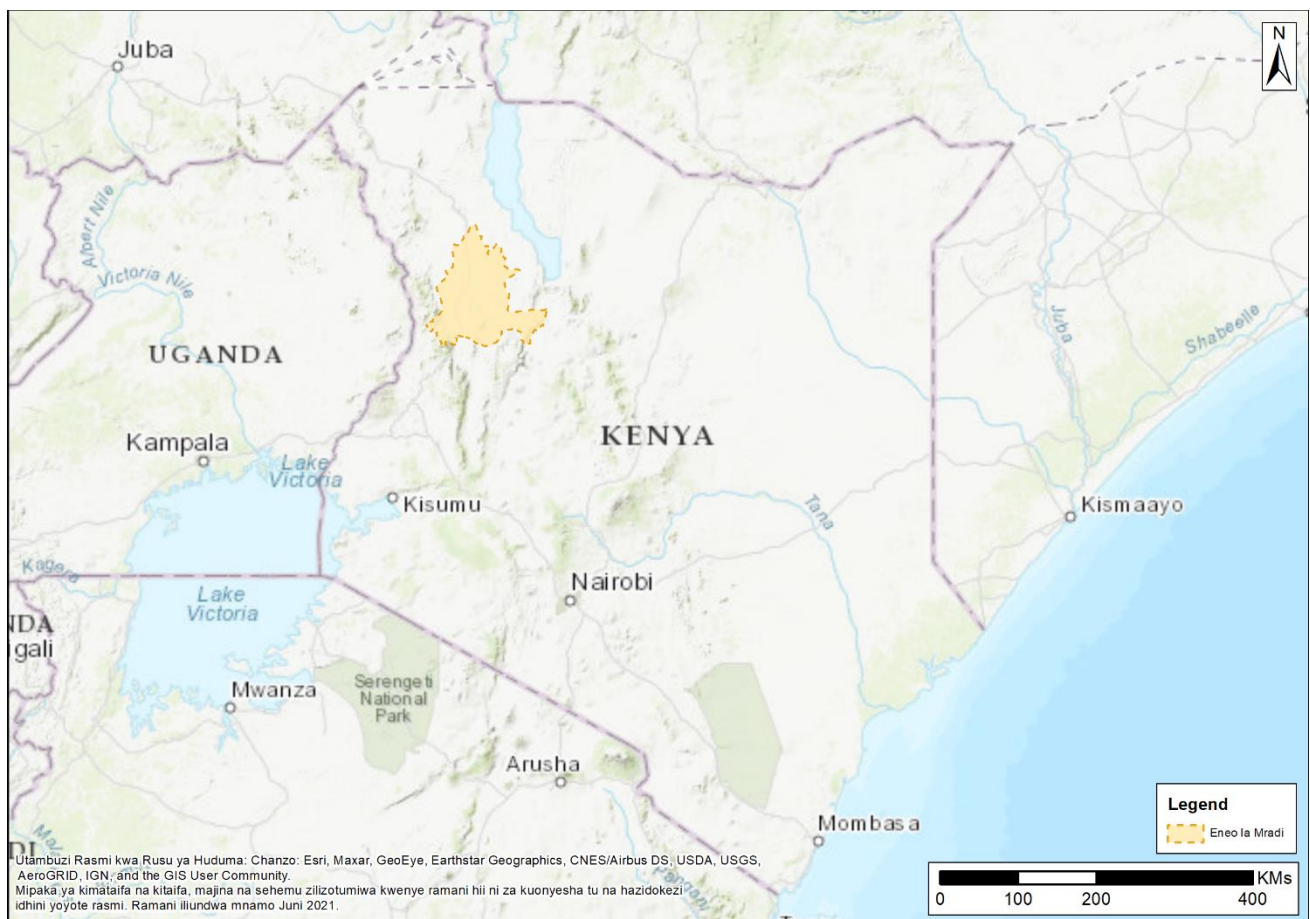 Juba
N
Albert Nile
Victoria Nile
UGANDA
Juba
Shabeelle
Kampala
Lake
Victoria
KENYA
Kisumu
Tana
Kismaayo
Kagera
Lake
Victoria
Nairobi
NDA
igali
Mwanza
Serengeti
National
Park
Arusha
Legend
Eneo la Mradi
Mombasa
DI
Utambuzi Rasmi kwa Rusu ya Huduma: Chanzo: Esri, Maxar, GeoEye, Earthstar Geographics, CNES/Airbus DS, USDA, USGS,
AeroGRID, IGN, and the GIS User Community.
Mipaka ya kimataifa na kitaifa, majina na sehemu zilizotumiwa kwenye ramani hii ni za kuonyesha tu na hazidokezi
idhini yoyote rasmi. Ramani iliundwa mnamo Juni 2021.
Pangani
KMs
0 100 200 400